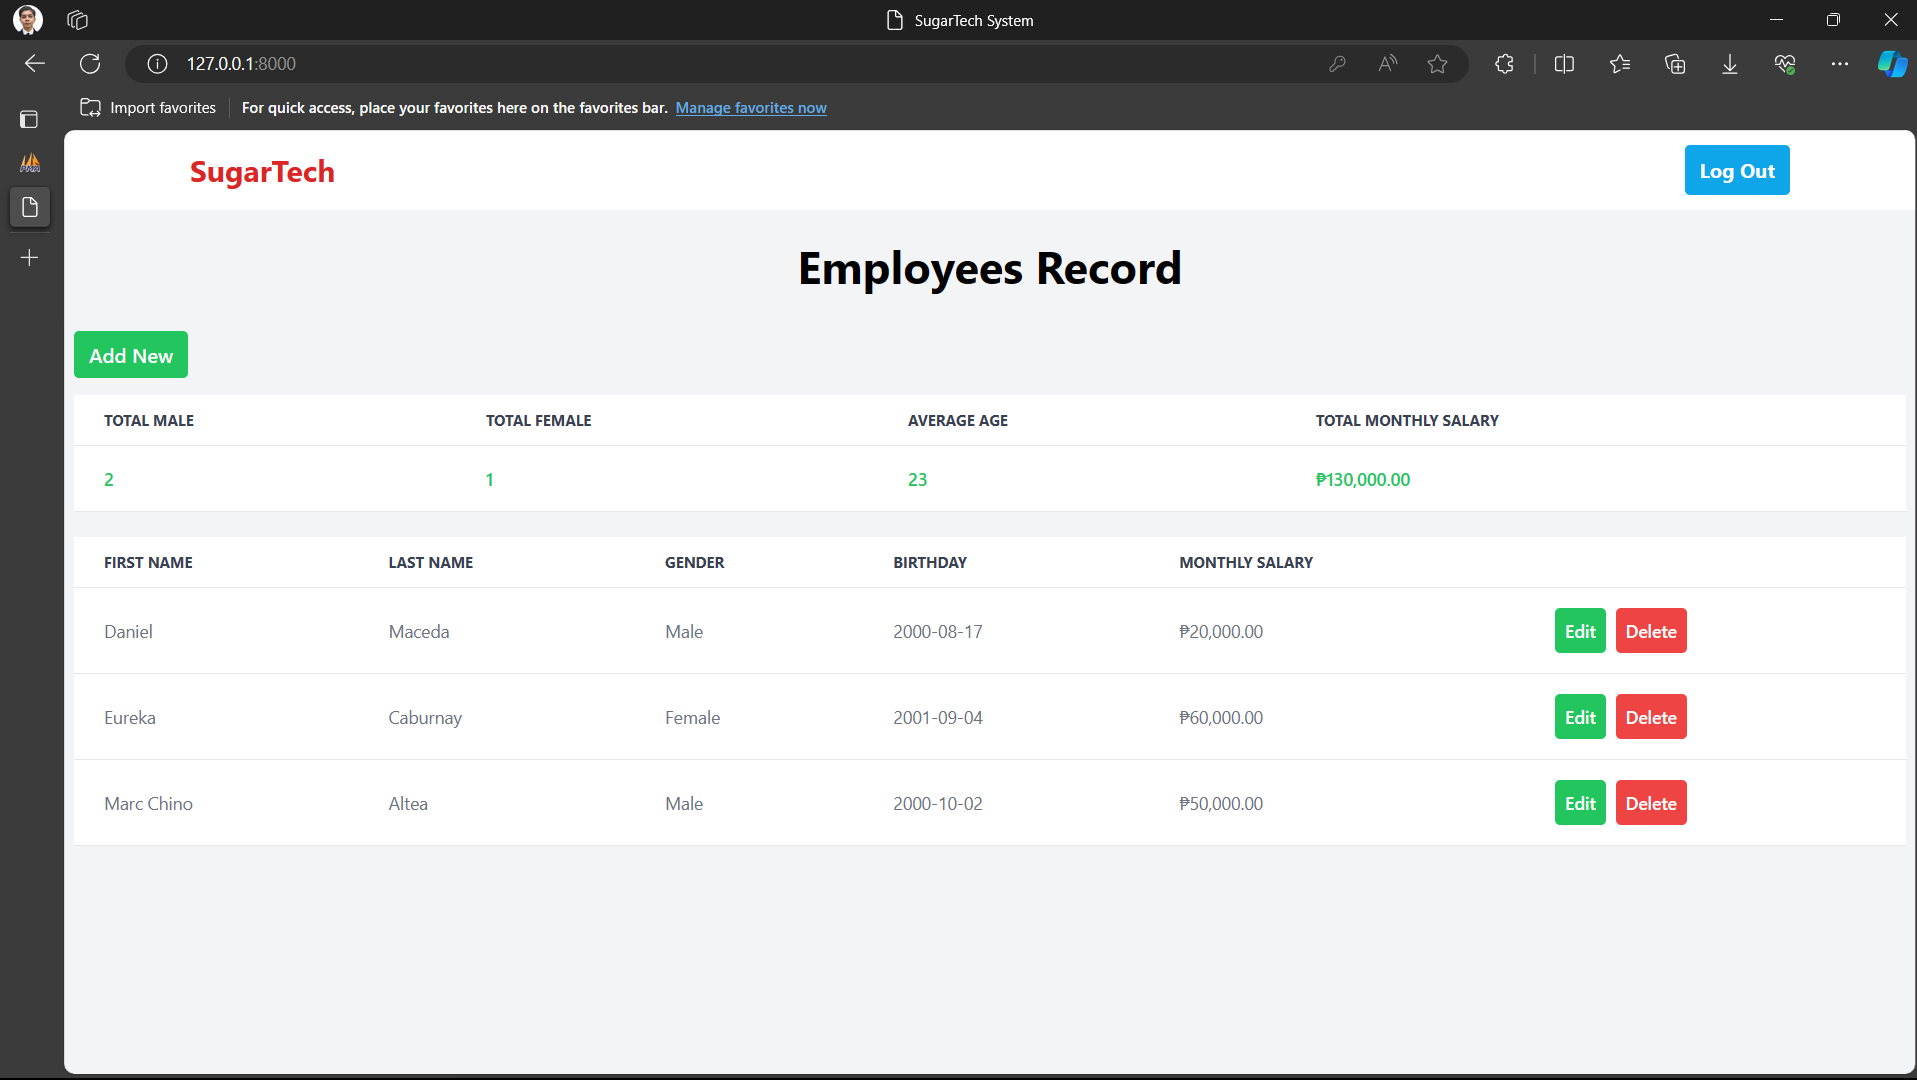 SugarTech System
127.0.0.1:8000
Import favorites For quick access, place your favorites here on the favorites bar. Manage favorites now
PMA
SugarTech Log Out
Employees Record
Add New
TOTAL MALE TOTAL FEMALE AVERAGE AGE TOTAL MONTHLY SALARY
2 1 23 ₱130,000.00
FIRST NAME LAST NAME GENDER BIRTHDAY MONTHLY SALARY
Daniel Maceda Male 2000-08-17 ₱20,000.00 Edit Delete
Eureka Caburnay Female 2001-09-04 ₱60,000.00 Edit Delete
Marc Chino Altea Male 2000-10-02 ₱50,000.00 Edit Delete